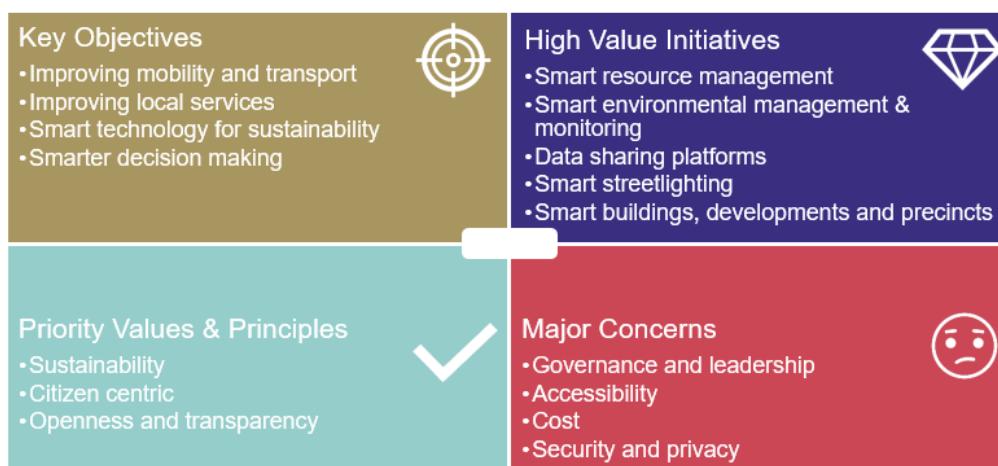 Key Objectives
•Improving mobility and transport
•Improving local services
•Smart technology for sustainability
•Smarter decision making
High Value Initiatives
•Smart resource management
•Smart environmental management &
monitoring
•Data sharing platforms
•Smart streetlighting
•Smart buildings, developments and precincts
Priority Values & Principles
•Sustainability
•Citizen centric
•Openness and transparency
Major Concerns
•Governance and leadership
•Accessibility
•Cost
•Security and privacy